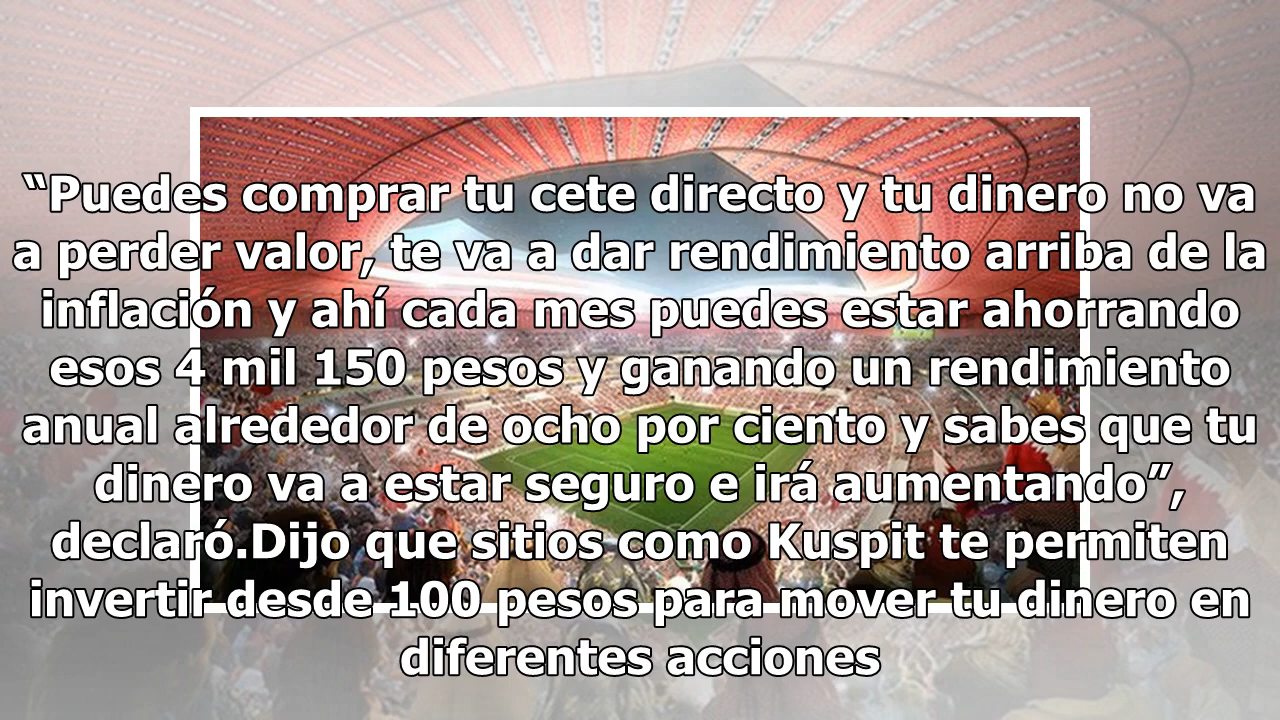 “Puedes comprar tu cete directo y tu dinero no va
a perder valor, te va a dar rendimiento arriba de la
inflación y ahí cada mes puedes estar ahorrando
esos 4 mil 150 pesos y ganando un rendimiento
anual alrededor de ocho por ciento y sabes que tu
dinero va a estar seguro e irá aumentando”,
declaró.Dijo que sitios como Kuspit te permiten
invertir desde 100 pesos para mover tu dinero en
diferentes acciones